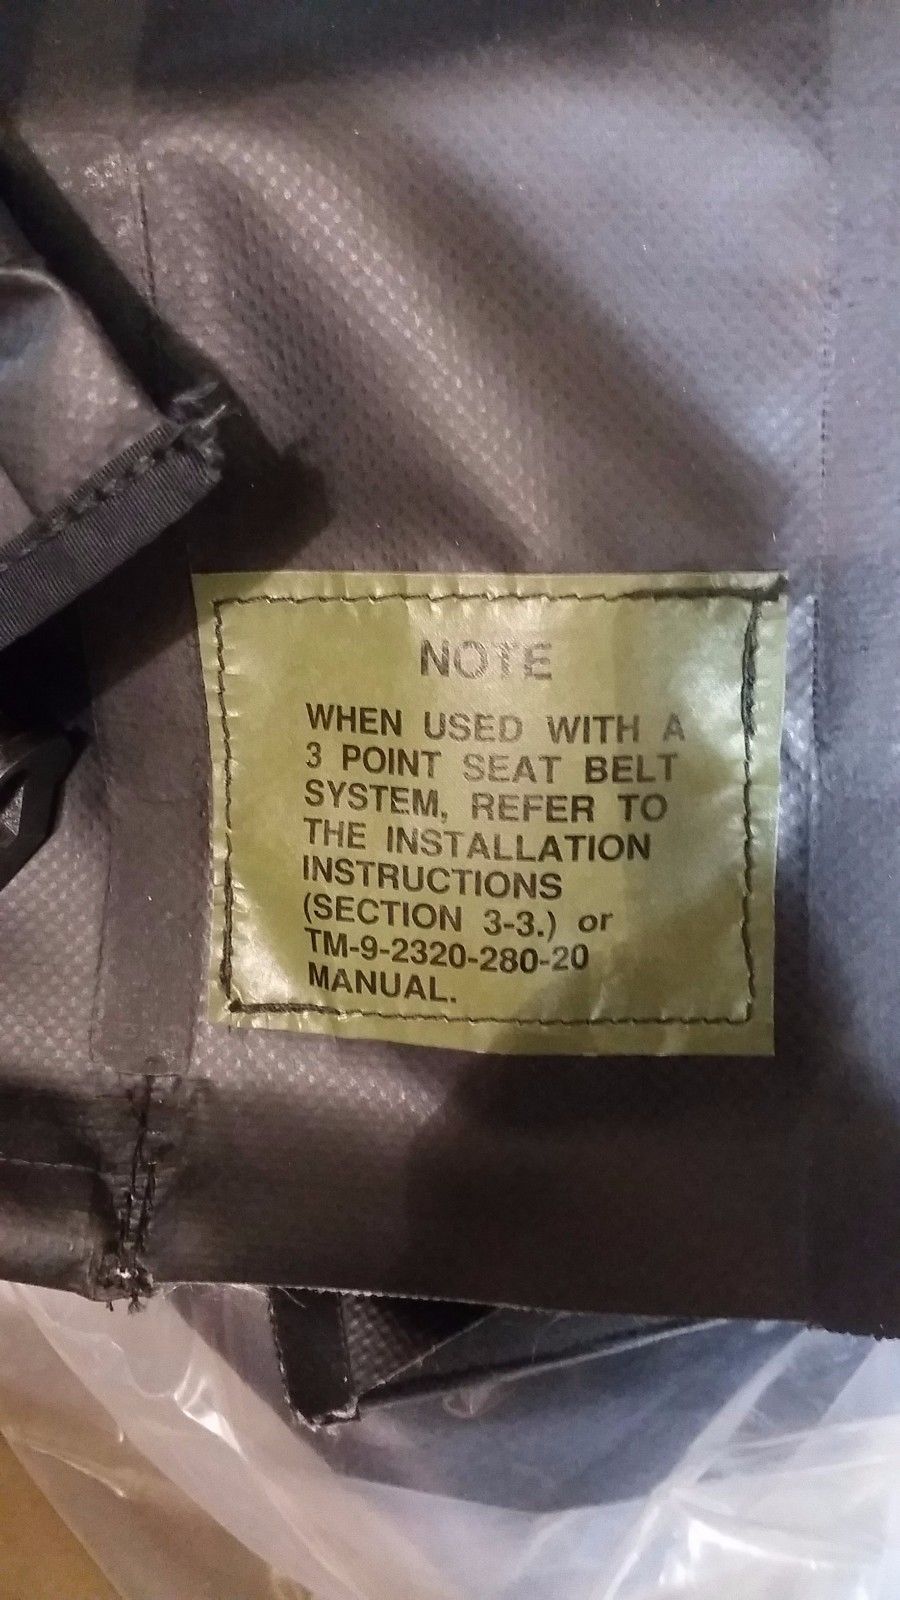 NOTE
WHEN USED WITH A
3 POINT SEAT BELT
SYSTEM, REFER TO
THE INSTALLATION
INSTRUCTIONS
(SECTION 3-3.) or
TM-9-2320-280-20
MANUAL.